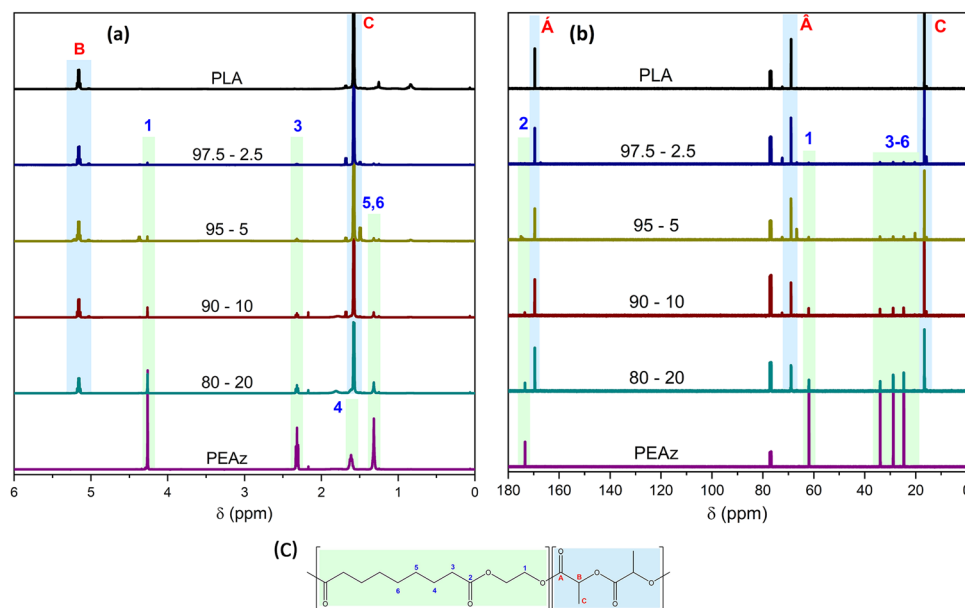 (a)
B
C
PLA
1
3
97.5 - 2.5
5,6
95 - 5
90 - 10
80 - 20
4
PEAz
6 5 4 3 2 1 0
δ (ppm)
(b)
Á
Â
C
PLA
2
1
3-6
97.5 - 2.5
95 - 5
90 - 10
80 - 20
PEAz
180 160 140 120 100 80 60 40 20 0
δ (ppm)
(C)
O
5
3
O
1
O
B
O
2
O
A
O
6
4
C
O
O
O